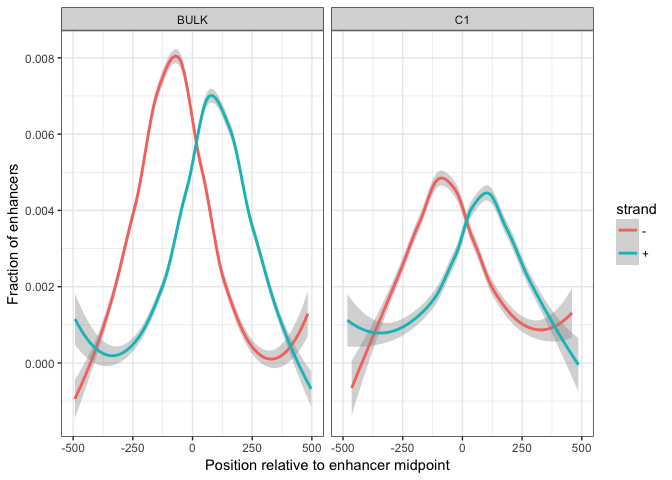 BULK
C1
0.008
0.006
0.004
0.002
0.000
Fraction of enhancers
-500 -250 0 250 500
-500 -250 0 250 500
Position relative to enhancer midpoint
strand
-
+